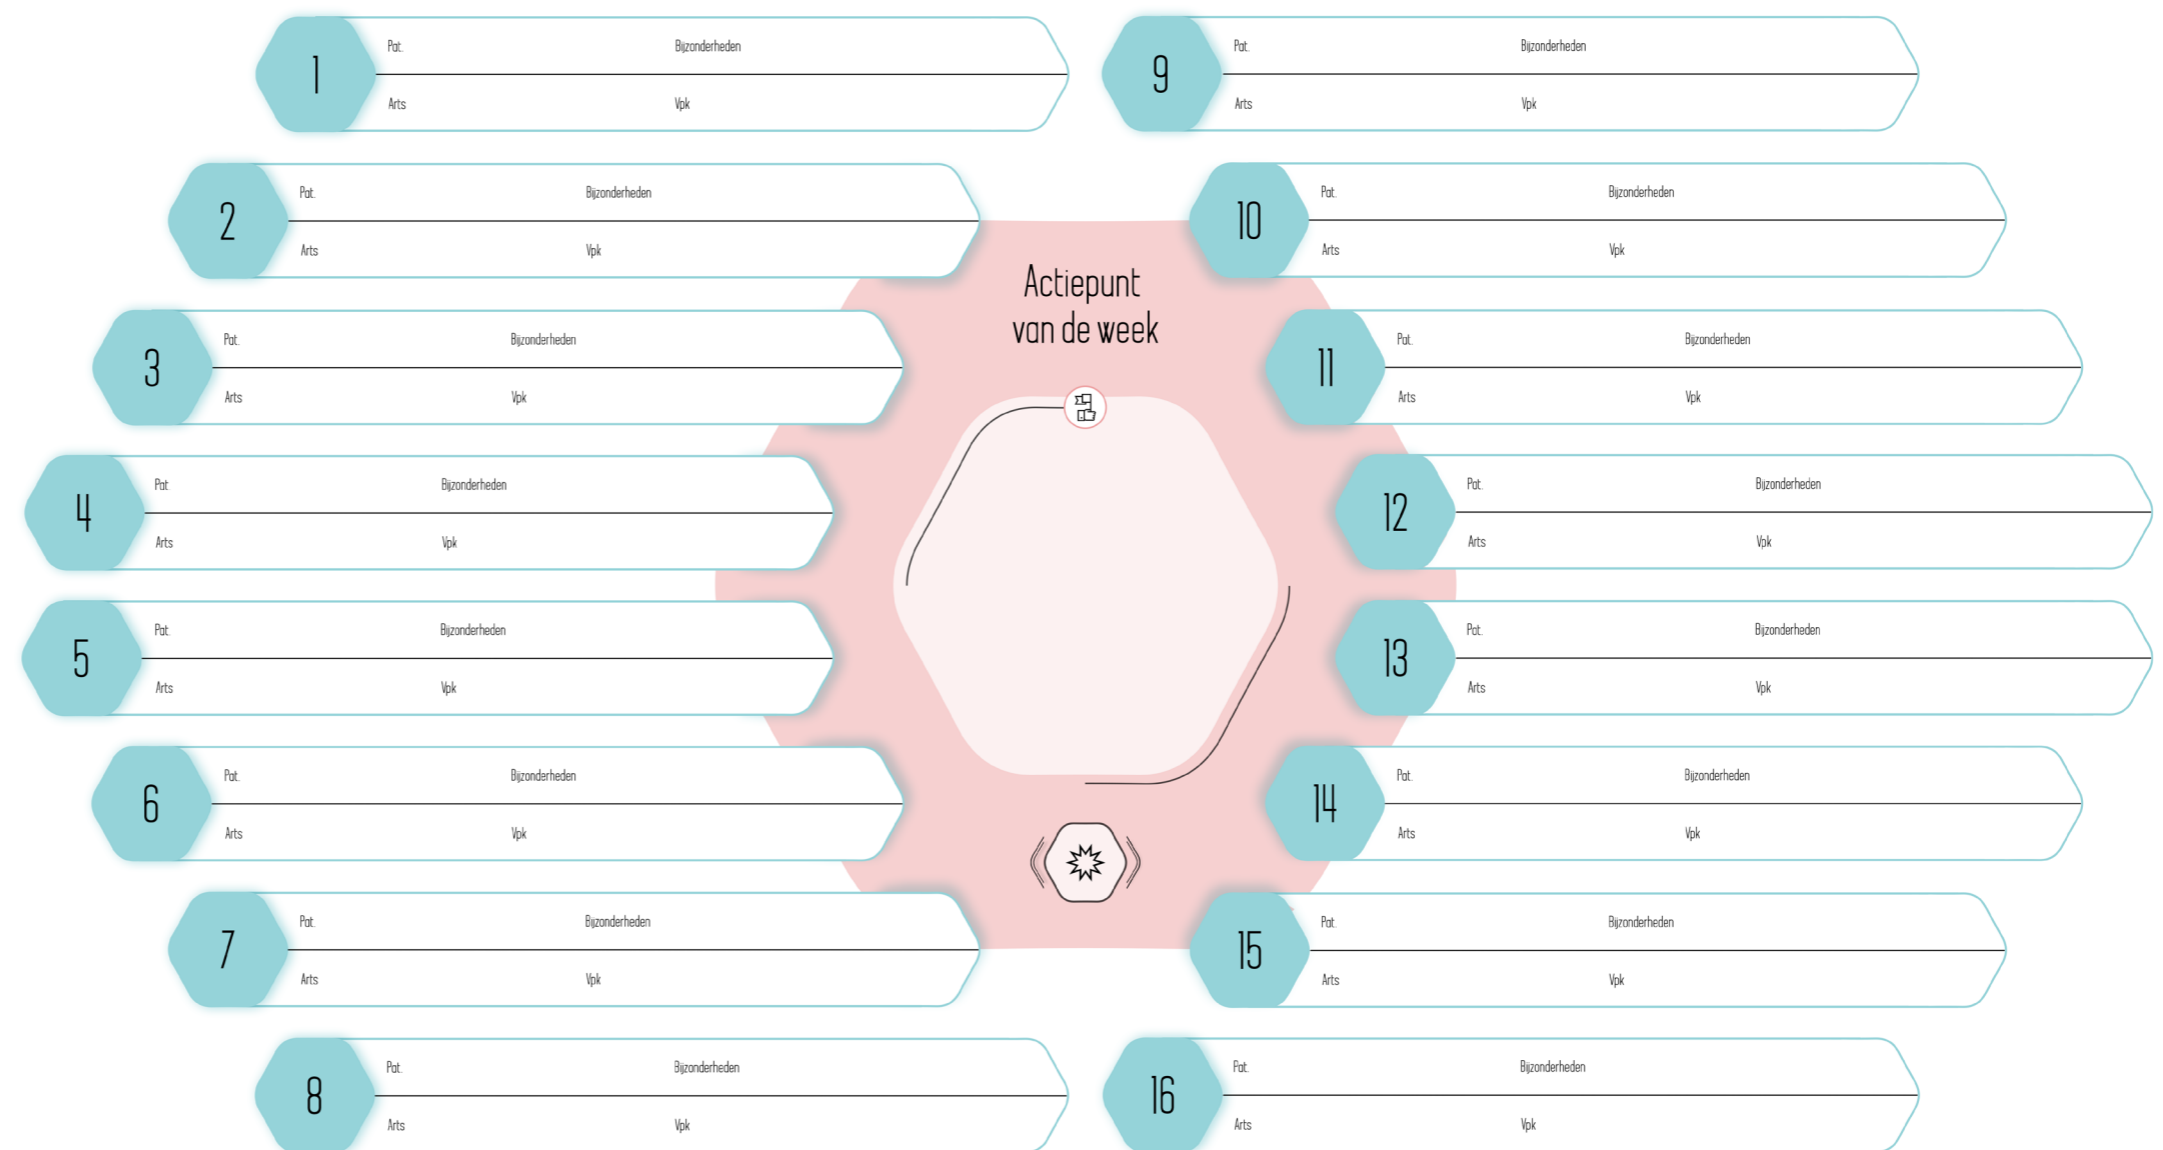 1
Pat. Bijzonderheden
Arts Vpk
2
Pat. Bijzonderheden
Arts Vpk
3
Pat. Bijzonderheden
Arts Vpk
4
Pat. Bijzonderheden
Arts Vpk
5
Pat. Bijzonderheden
Arts Vpk
6
Pat. Bijzonderheden
Arts Vpk
7
Pat. Bijzonderheden
Arts Vpk
8
Pat. Bijzonderheden
Arts Vpk
Actiepunt
van de week
9
Pat. Bijzonderheden
Arts Vpk
10
Pat. Bijzonderheden
Arts Vpk
11
Pat. Bijzonderheden
Arts Vpk
12
Pat. Bijzonderheden
Arts Vpk
13
Pat. Bijzonderheden
Arts Vpk
14
Pat. Bijzonderheden
Arts Vpk
15
Pat. Bijzonderheden
Arts Vpk
16
Pat. Bijzonderheden
Arts Vpk